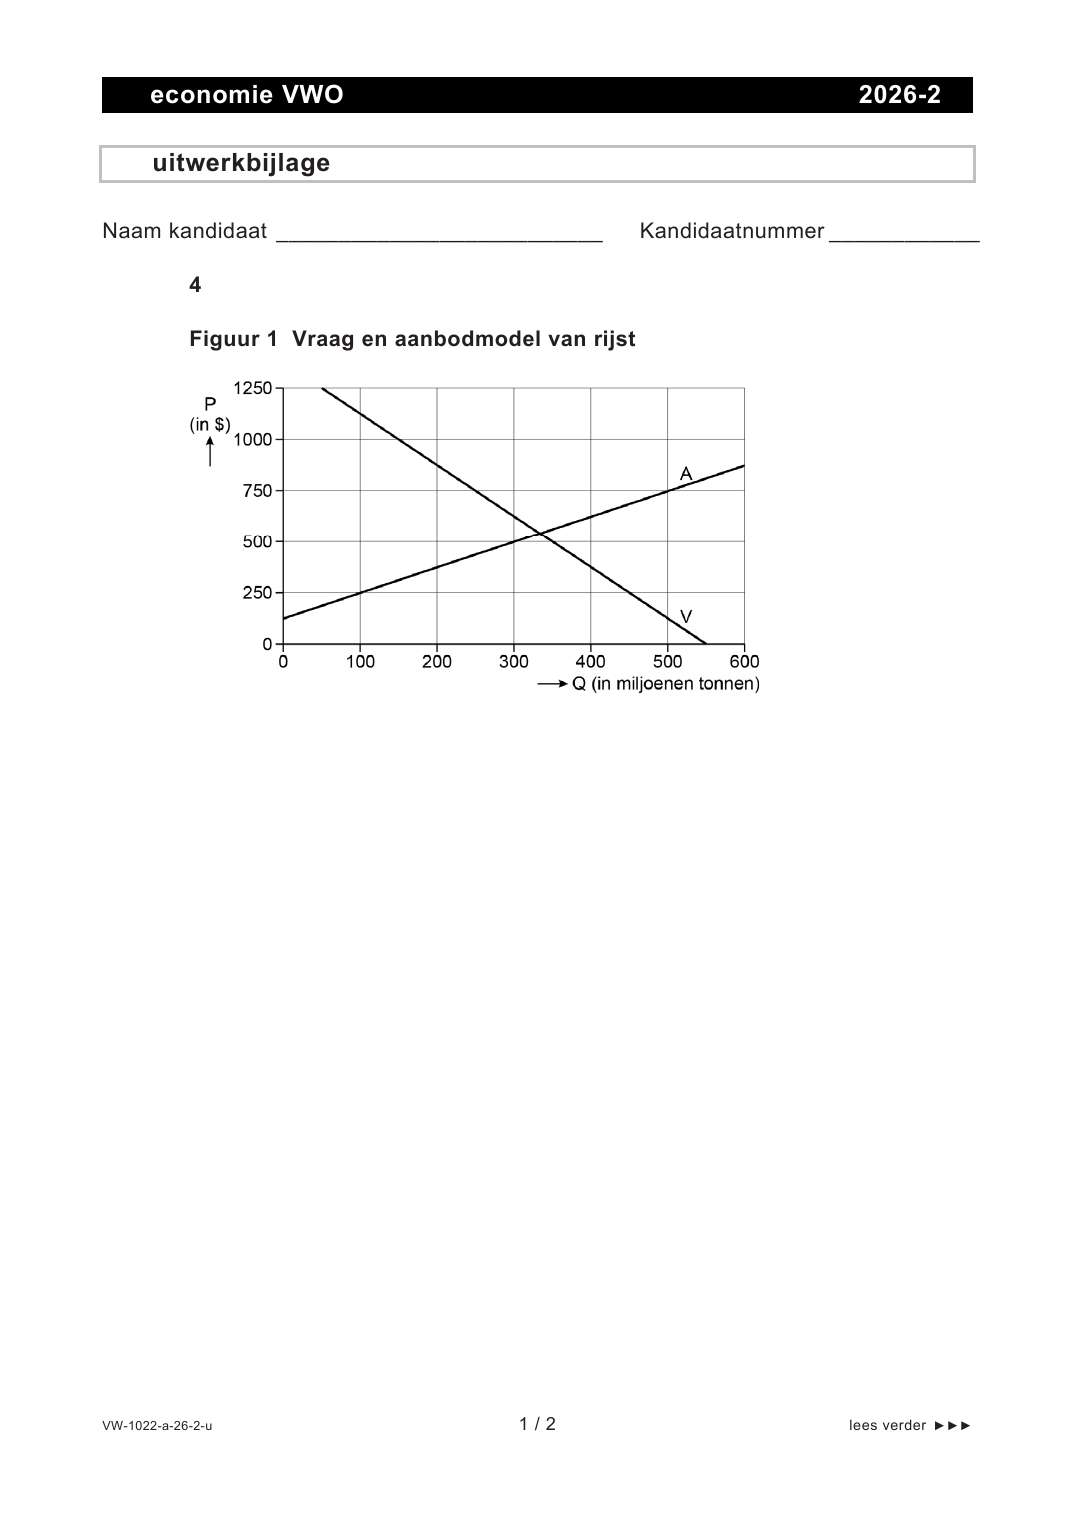 economie VWO 2026-2
uitwerkbijlage
Naam kandidaat __________________________ Kandidaatnummer ____________
4
Figuur 1 Vraag en aanbodmodel van rijst
P
(in $)
1250
1000
750
500
250
0
A
V
0 100 200 300 400 500 600
Q (in miljoenen tonnen)
VW-1022-a-26-2-u 1 / 2 lees verder ►►►